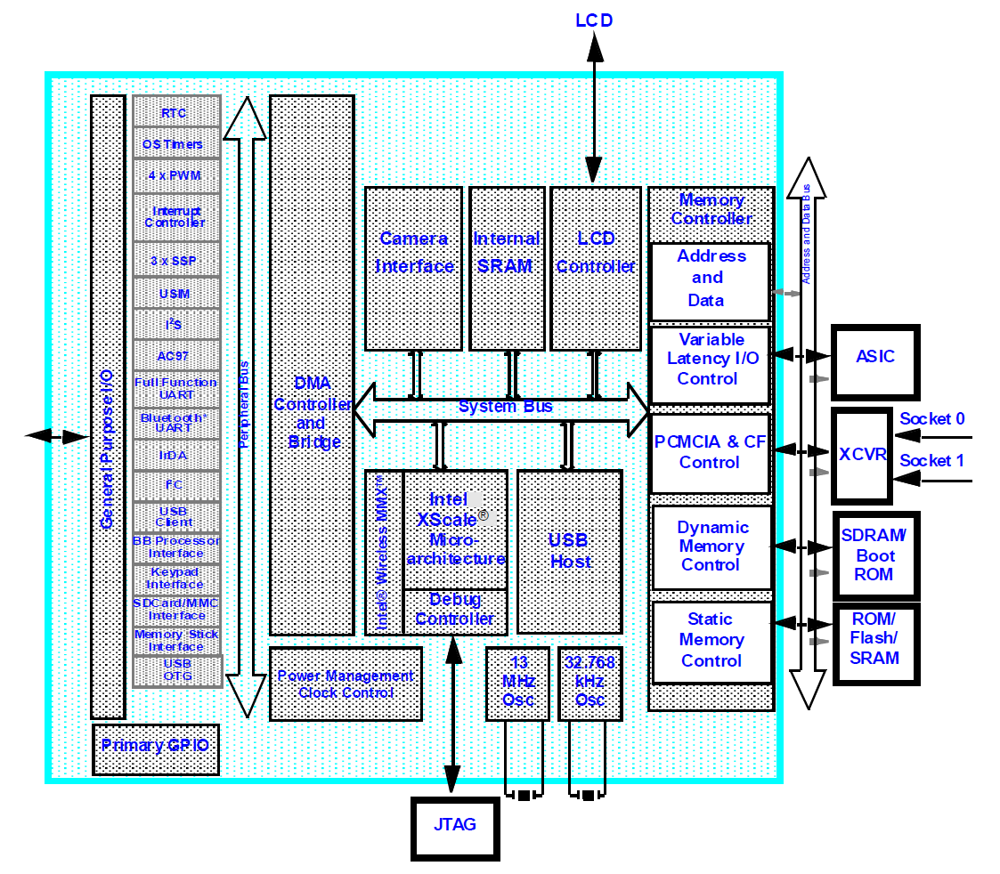 LCD
General Purpose I/O
RTC
OS Timers
4 x PWM
Interrupt
Controller
3 x SSP
USIM
I²S
AC97
Full Function
UART
Bluetooth*
UART
IrDA
I²C
USB
Client
BB Processor
Interface
Keypad
Interface
SDCard/MMC
Interface
Memory Stick
Interface
USB
OTG
Primary GPIO
Peripheral Bus
DMA
Controller
and
Bridge
Power Management
Clock Control
Camera
Interface
Internal
SRAM
LCD
Controller
System Bus
Intel® Wireless MMX™
Intel
XScale®
Micro-
architecture
Debug
Controller
USB
Host
13
MHz
Osc
32.768
kHz
Osc
JTAG
Memory
Controller
Address
and
Data
Variable
Latency I/O
Control
PCMCIA & CF
Control
Dynamic
Memory
Control
Static
Memory
Control
Address and Data Bus
ASIC
XCVR
Socket 0
Socket 1
SDRAM/
Boot
ROM
ROM/
Flash/
SRAM